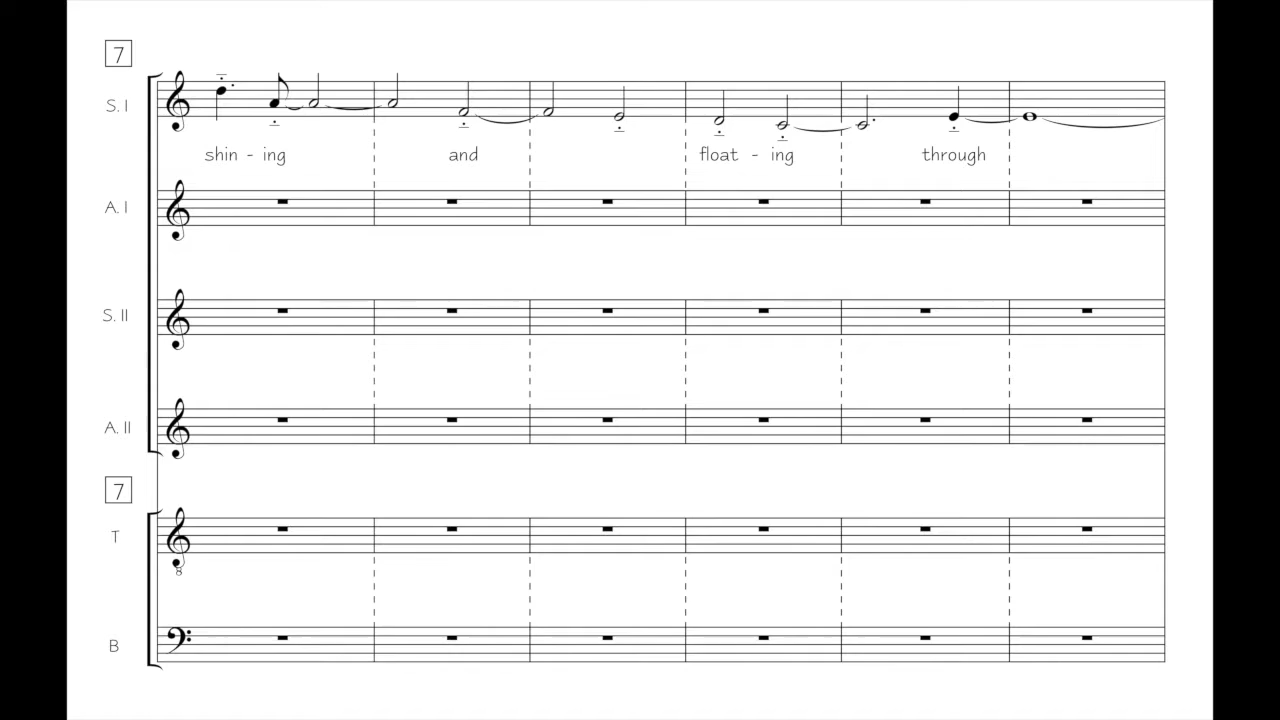 7
S. I
shin - ing and float - ing through
A. I
S. II
A. II
7
T
8
B